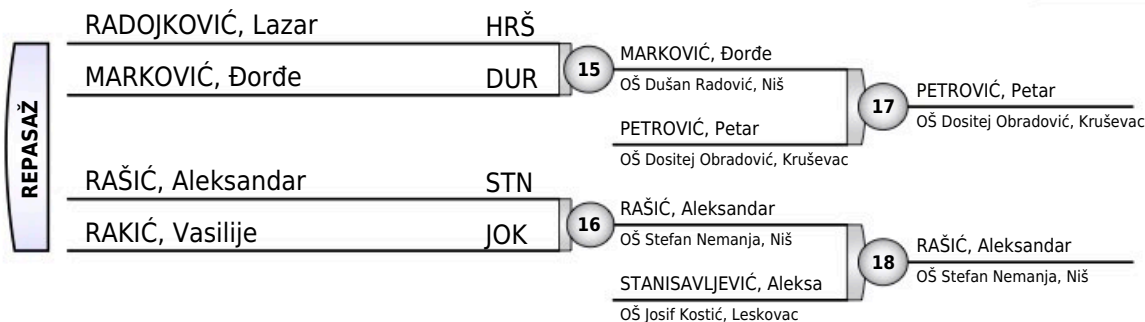 REPASAŽ
RADOJKOVIĆ, Lazar HRŠ
MARKOVIĆ, Đorđe DUR
15
MARKOVIĆ, Đorđe
OŠ Dušan Radović, Niš
PETROVIĆ, Petar
OŠ Dositej Obradović, Kruševac
17
PETROVIĆ, Petar
OŠ Dositej Obradović, Kruševac
RAŠIĆ, Aleksandar STN
RAKIĆ, Vasilije JOK
16
RAŠIĆ, Aleksandar
OŠ Stefan Nemanja, Niš
STANISAVLJEVIĆ, Aleksa
OŠ Josif Kostić, Leskovac
18
RAŠIĆ, Aleksandar
OŠ Stefan Nemanja, Niš